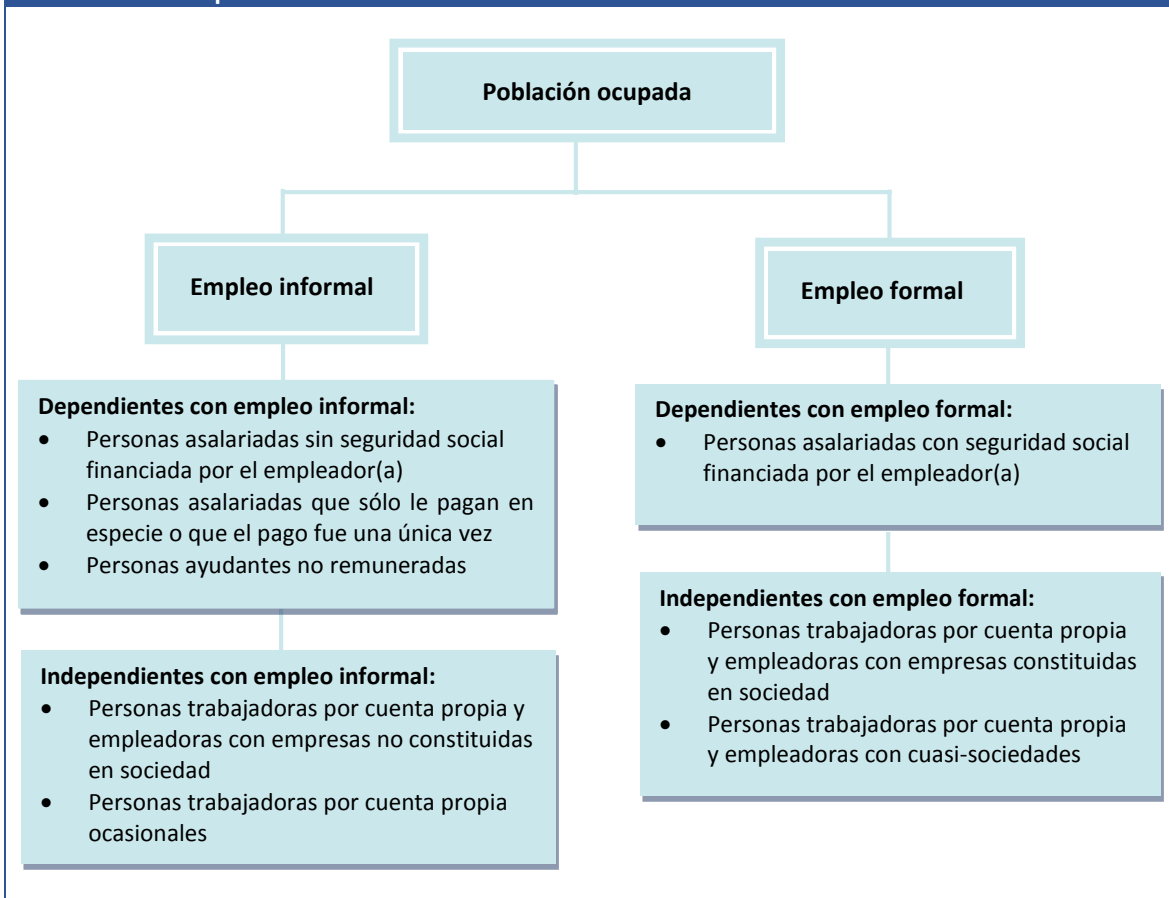 Población ocupada
Empleo informal
Empleo formal
Dependientes con empleo informal:
• Personas asalariadas sin seguridad social
financiada por el empleador(a)
• Personas asalariadas que sólo le pagan en
especie o que el pago fue una única vez
• Personas ayudantes no remuneradas
Independientes con empleo informal:
• Personas trabajadoras por cuenta propia y
empleadoras con empresas no constituidas
en sociedad
• Personas trabajadoras por cuenta propia
ocasionales
Dependientes con empleo formal:
• Personas asalariadas con seguridad social
financiada por el empleador(a)
Independientes con empleo formal:
• Personas trabajadoras por cuenta propia
y empleadoras con empresas constituidas
en sociedad
• Personas trabajadoras por cuenta propia
y empleadoras con cuasi-sociedades